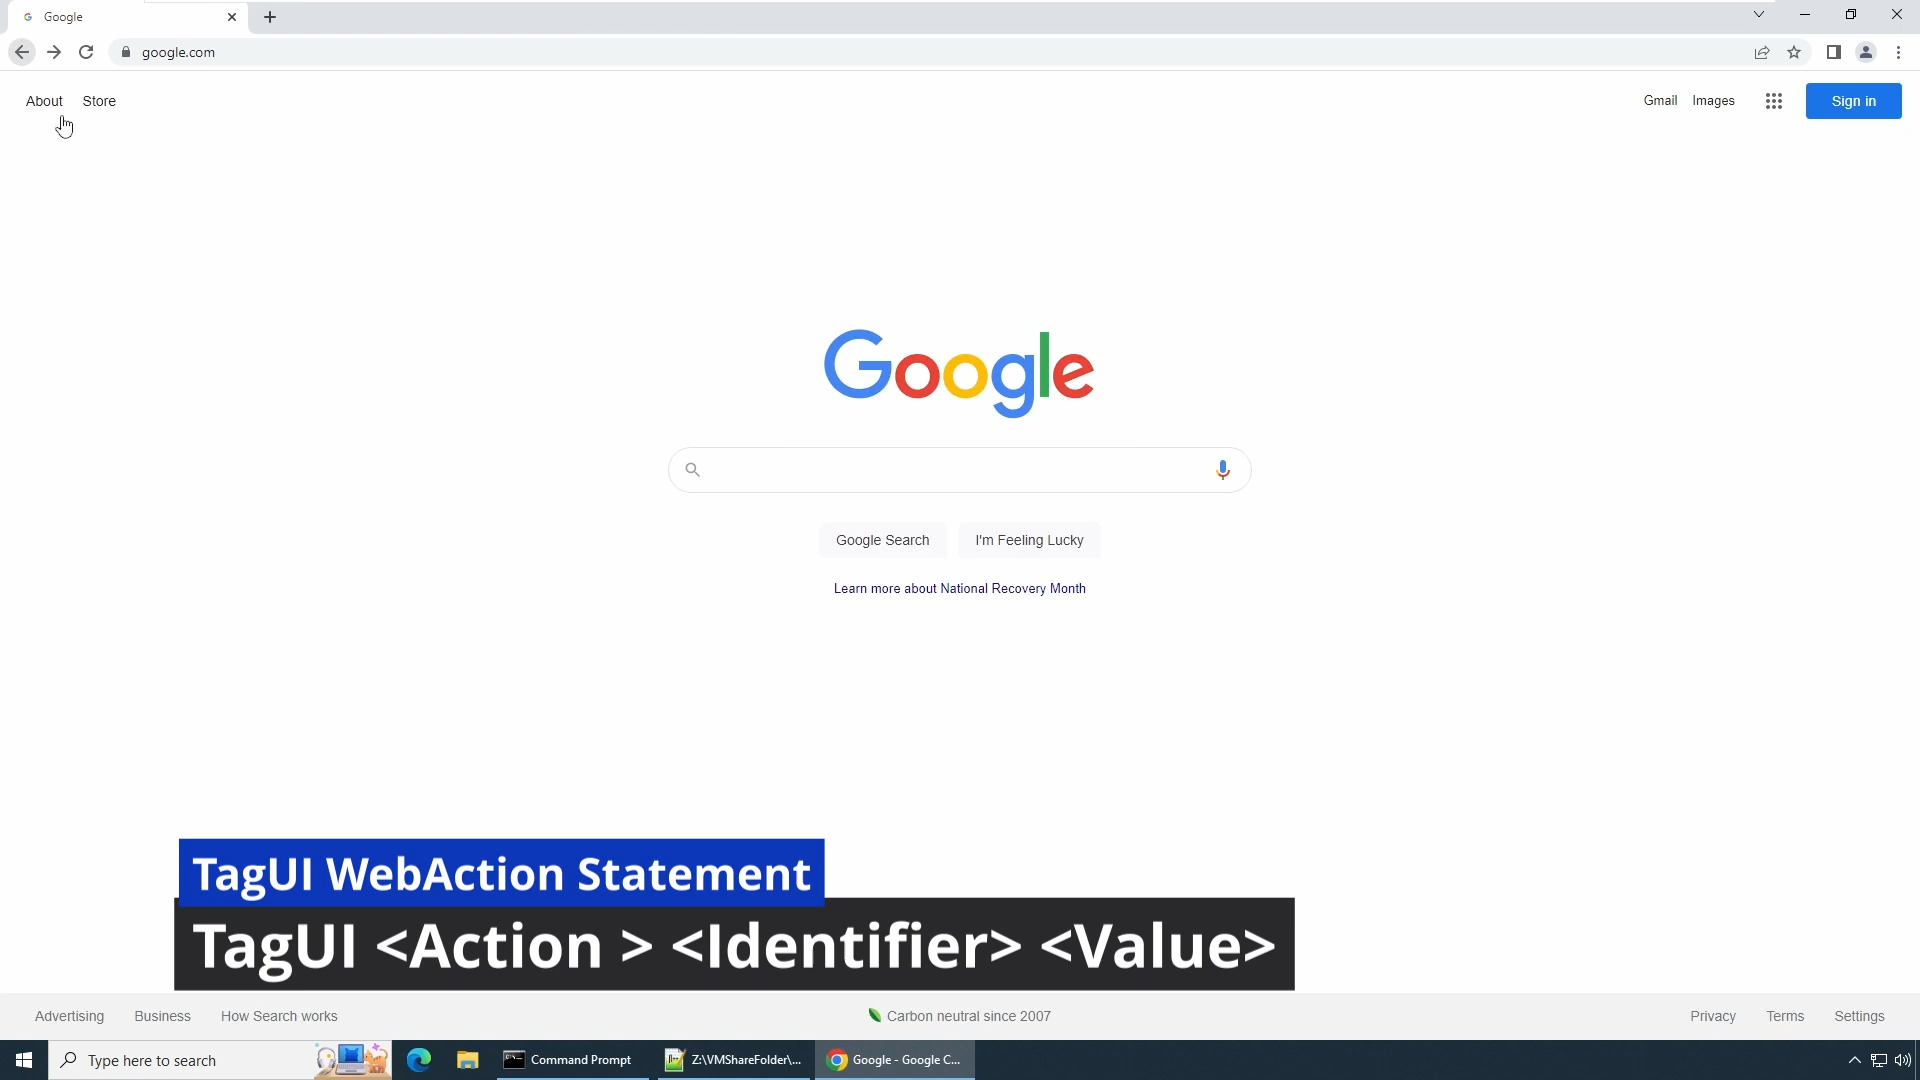 Google
google.com
About Store
Gmail Images Sign in
Google
Google Search I'm Feeling Lucky
Learn more about National Recovery Month
TagUI WebAction Statement
TagUI <Action > <Identifier> <Value>
Advertising Business How Search works Carbon neutral since 2007 Privacy Terms Settings
Type here to search Command Prompt Z:\VMShareFolder\... Google - Google C...